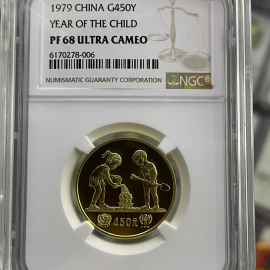 1979 CHINA G450Y
YEAR OF THE CHILD
PF 68 ULTRA CAMEO
6170278-006
NUMISMATIC GUARANTY CORPORATION
NGC
450元